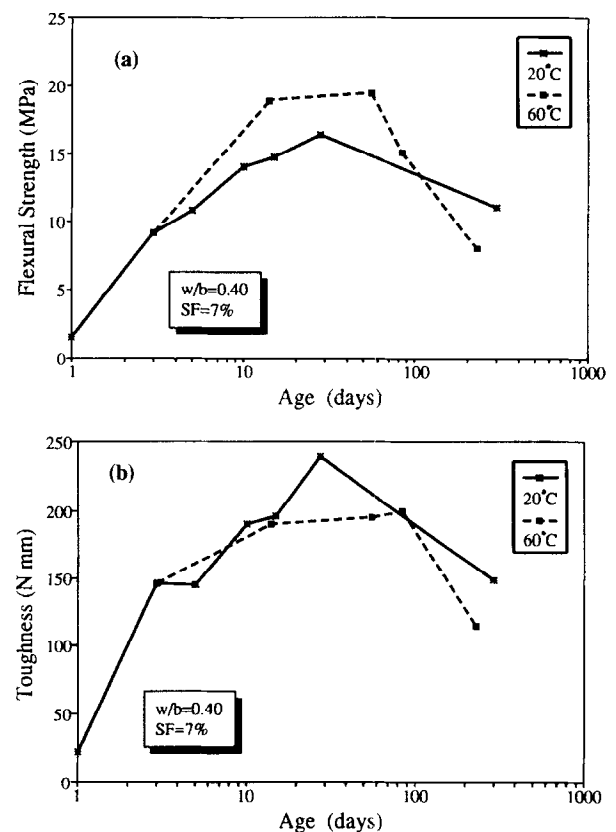 (a)
Flexural Strength (MPa)
25
20
15
10
5
0
20°C
60°C
w/b=0.40
SF=7%
1
10
100
1000
Age (days)
(b)
Toughness (N mm)
250
200
150
100
50
0
20°C
60°C
w/b=0.40
SF=7%
1
10
100
1000
Age (days)